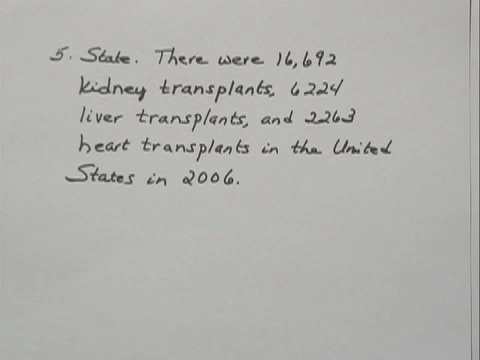 5. State. There were 16,692
kidney transplants, 6224
liver transplants, and 2263
heart transplants in the United
States in 2006.